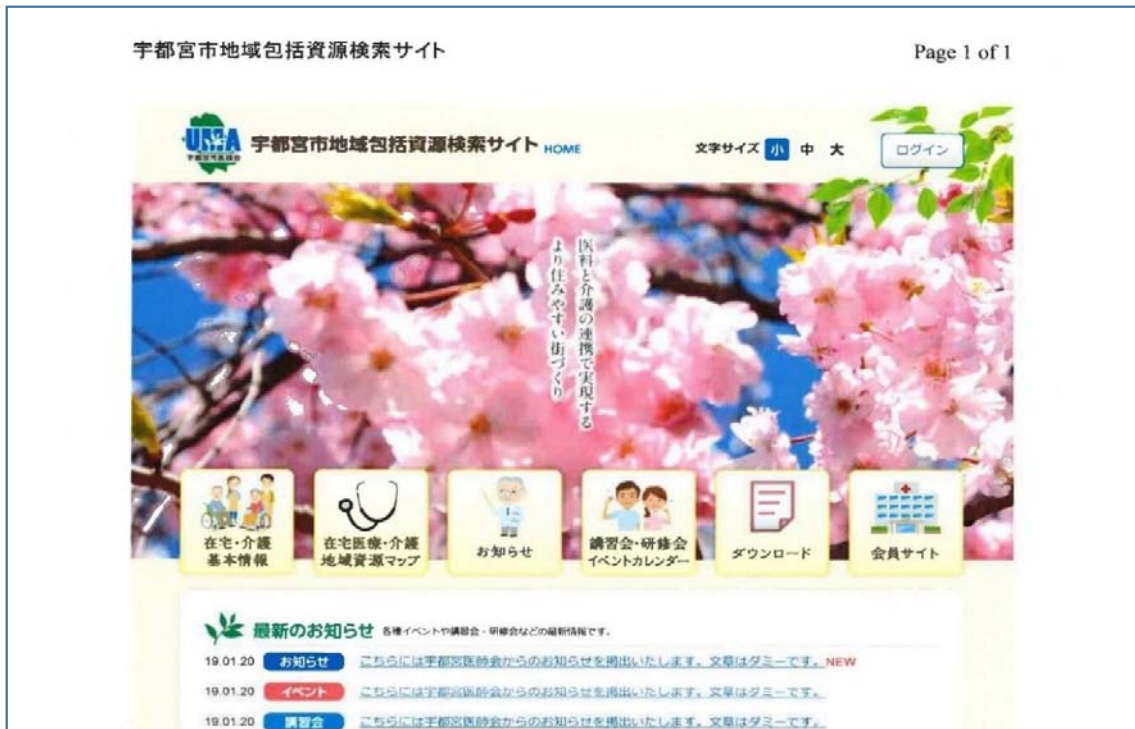 宇都宮市地域包括資源検索サイト
Page 1 of 1
UMA
宇都宮市医師会
宇都宮市地域包括資源検索サイト HOME
文字サイズ 小 中 大
ログイン
医料と介護の連携で実現する
より住みやすい街づくり
在宅・介護
基本情報
在宅医療・介護
地域資源マップ
お知らせ
講習会・研修会
イベントカレンダー
ダウンロード
会員サイト
最新のお知らせ 各種イベントや講習会・研修会などの最新情報です。
19.01.20 お知らせ こちらには宇都宮医師会からのお知らせを掲出いたします。文章はダミーです。NEW
19.01.20 イベント こちらには宇都宮医師会からのお知らせを掲出いたします。文章はダミーです。
19.01.20 講習会 こちらには宇都宮医師会からのお知らせを掲出いたします。文章はダミーです。